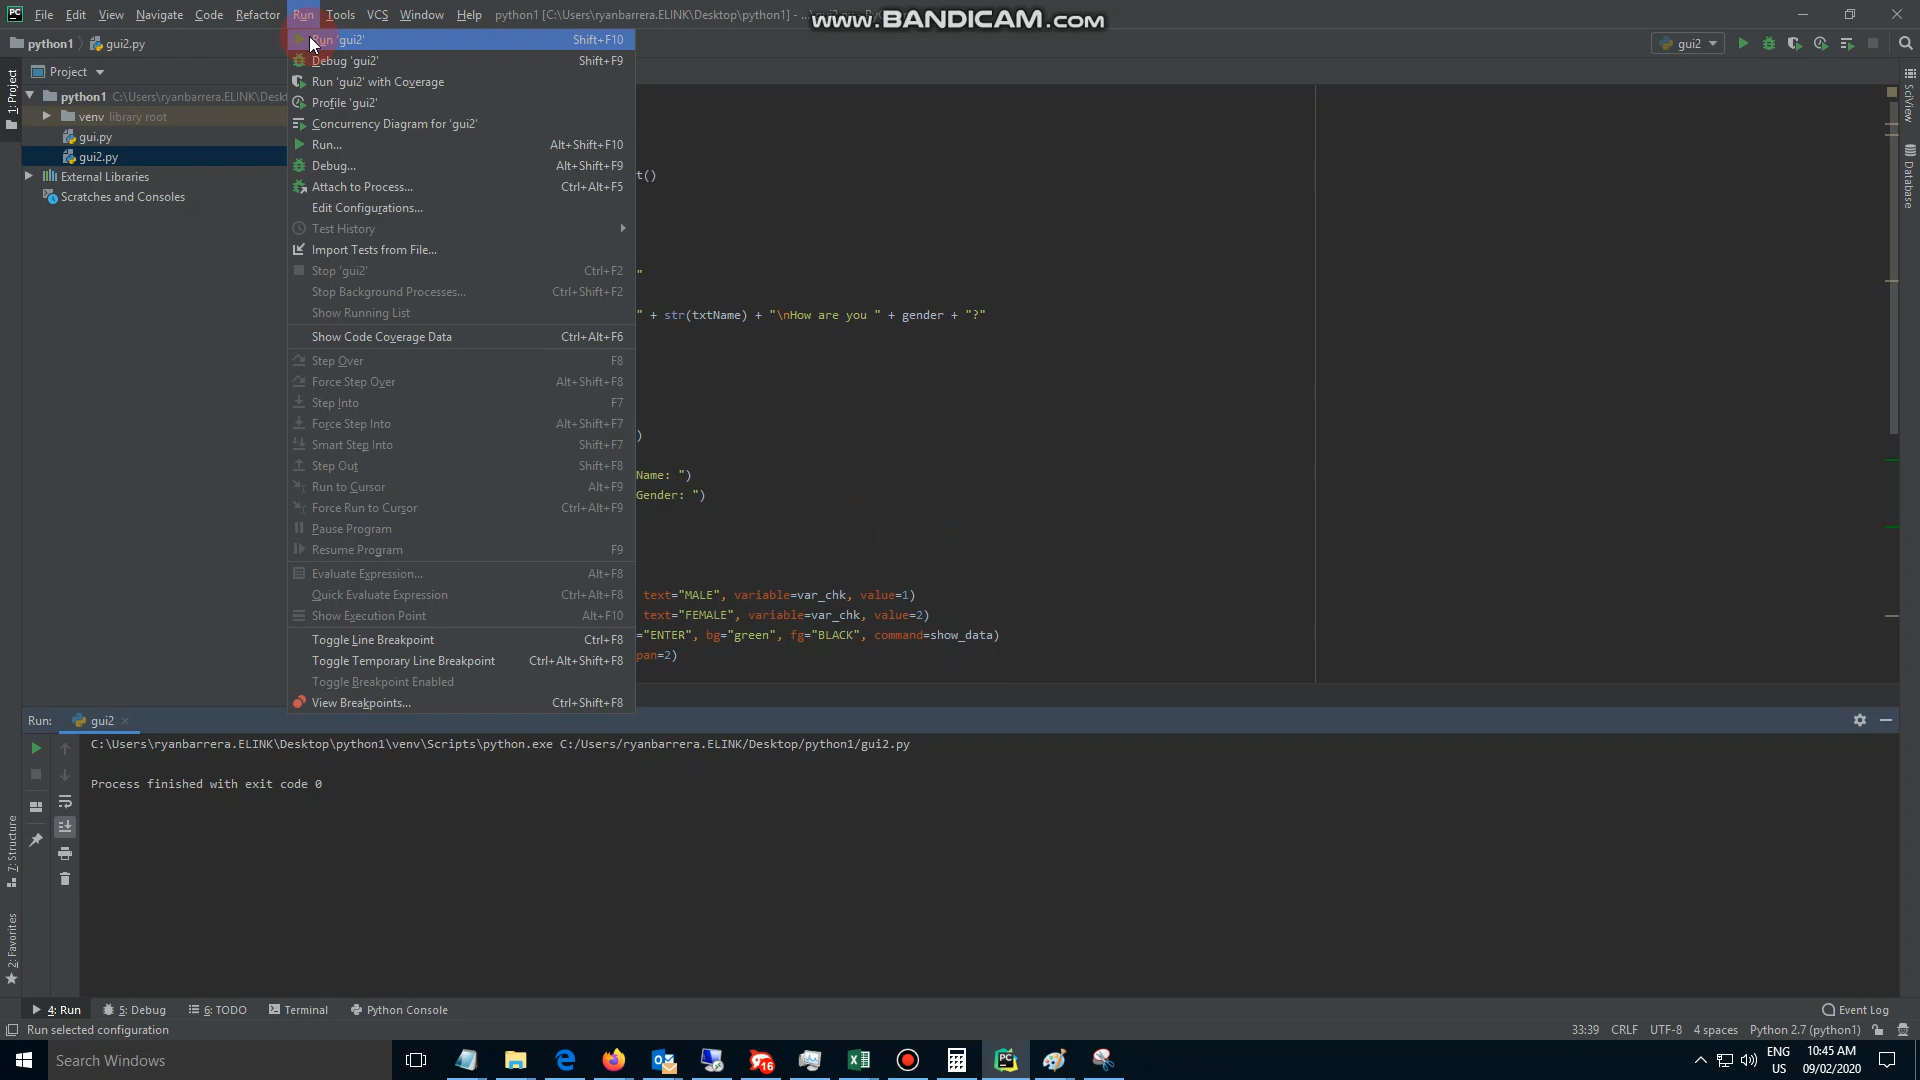 File Edit View Navigate Code Refactor Run Tools VCS Window Help python1 [C:\Users\ryanbarrera.ELINK\Desktop\python1] - ...\
www.BANDICAM.com
python1 gui2.py
gui2
Project
python1 C:\Users\ryanbarrera.ELINK\Desk
venv library root
gui.py
gui2.py
External Libraries
Scratches and Consoles
1: Project
7: Structure
2: Favorites
SciView
Database
Run 'gui2' Shift+F10
Debug 'gui2' Shift+F9
Run 'gui2' with Coverage
Profile 'gui2'
Concurrency Diagram for 'gui2'
Run... Alt+Shift+F10
Debug... Alt+Shift+F9
Attach to Process... Ctrl+Alt+F5
Edit Configurations...
Test History
Import Tests from File...
Stop 'gui2' Ctrl+F2
Stop Background Processes... Ctrl+Shift+F2
Show Running List
Show Code Coverage Data Ctrl+Alt+F6
Step Over F8
Force Step Over Alt+Shift+F8
Step Into F7
Force Step Into Alt+Shift+F7
Smart Step Into Shift+F7
Step Out Shift+F8
Run to Cursor Alt+F9
Force Run to Cursor Ctrl+Alt+F9
Pause Program
Resume Program F9
Evaluate Expression... Alt+F8
Quick Evaluate Expression Ctrl+Alt+F8
Show Execution Point Alt+F10
Toggle Line Breakpoint Ctrl+F8
Toggle Temporary Line Breakpoint Ctrl+Alt+Shift+F8
Toggle Breakpoint Enabled
View Breakpoints... Ctrl+Shift+F8
t()
"
" + str(txtName) + "\nHow are you " + gender + "?"
)
Name: ")
Gender: ")
text="MALE", variable=var_chk, value=1)
text="FEMALE", variable=var_chk, value=2)
="ENTER", bg="green", fg="BLACK", command=show_data)
pan=2)
Run: gui2
C:\Users\ryanbarrera.ELINK\Desktop\python1\venv\Scripts\python.exe C:/Users/ryanbarrera.ELINK/Desktop/python1/gui2.py
Process finished with exit code 0
4: Run 5: Debug 6: TODO Terminal Python Console Event Log
Run selected configuration 33:39 CRLF UTF-8 4 spaces Python 2.7 (python1)
Search Windows
16
PC
ENG
US
10:45 AM
09/02/2020